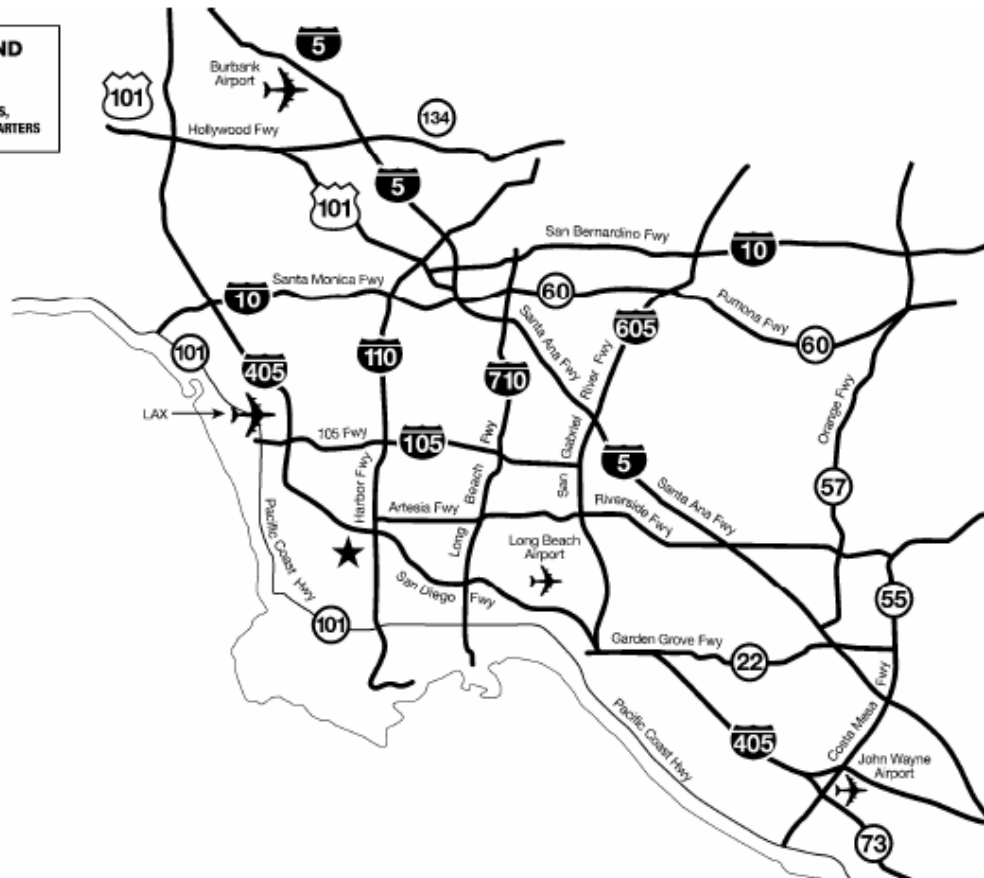 ND
S,
ARTERS
5
Burbank
Airport
101
134
Hollywood Fwy
5
101
San Bernardino Fwy
10
Santa Monica Fwy
10
60
Pomona Fwy
60
Santa Ana Fwy
605
101
405
110
710
LAX
105 Fwy
105
San Gabriel River Fwy
Orange Fwy
5
57
Harbor Fwy
Artesia Fwy
Long Beach Fwy
Riverside Fwy
Santa Ana Fwy
Long Beach
Airport
Pacific Coast Hwy
San Diego Fwy
101
55
Garden Grove Fwy
22
Pacific Coast Hwy
405
Costa Mesa Fwy
John Wayne
Airport
73